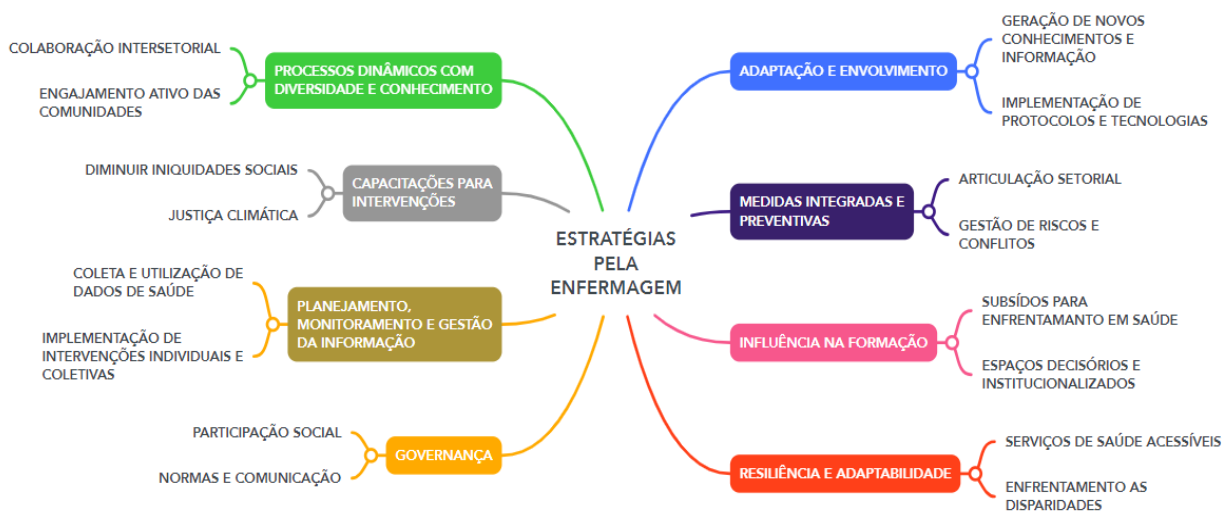 ESTRATÉGIAS
PELA
ENFERMAGEM
PROCESSOS DINÂMICOS COM
DIVERSIDADE E CONHECIMENTO
COLABORAÇÃO INTERSETORIAL
ENGAJAMENTO ATIVO DAS
COMUNIDADES
CAPACITAÇÕES PARA
INTERVENÇÕES
DIMINUIR INIQUIDADES SOCIAIS
JUSTIÇA CLIMÁTICA
PLANEJAMENTO,
MONITORAMENTO E GESTÃO
DA INFORMAÇÃO
COLETA E UTILIZAÇÃO DE
DADOS DE SAÚDE
IMPLEMENTAÇÃO DE
INTERVENÇÕES INDIVIDUAIS E
COLETIVAS
GOVERNANÇA
PARTICIPAÇÃO SOCIAL
NORMAS E COMUNICAÇÃO
ADAPTAÇÃO E ENVOLVIMENTO
GERAÇÃO DE NOVOS
CONHECIMENTOS E
INFORMAÇÃO
IMPLEMENTAÇÃO DE
PROTOCOLOS E TECNOLOGIAS
MEDIDAS INTEGRADAS E
PREVENTIVAS
ARTICULAÇÃO SETORIAL
GESTÃO DE RISCOS E
CONFLITOS
INFLUÊNCIA NA FORMAÇÃO
SUBSÍDOS PARA
ENFRENTAMANTO EM SAÚDE
ESPAÇOS DECISÓRIOS E
INSTITUCIONALIZADOS
RESILIÊNCIA E ADAPTABILIDADE
SERVIÇOS DE SAÚDE ACESSÍVEIS
ENFRENTAMENTO AS
DISPARIDADES